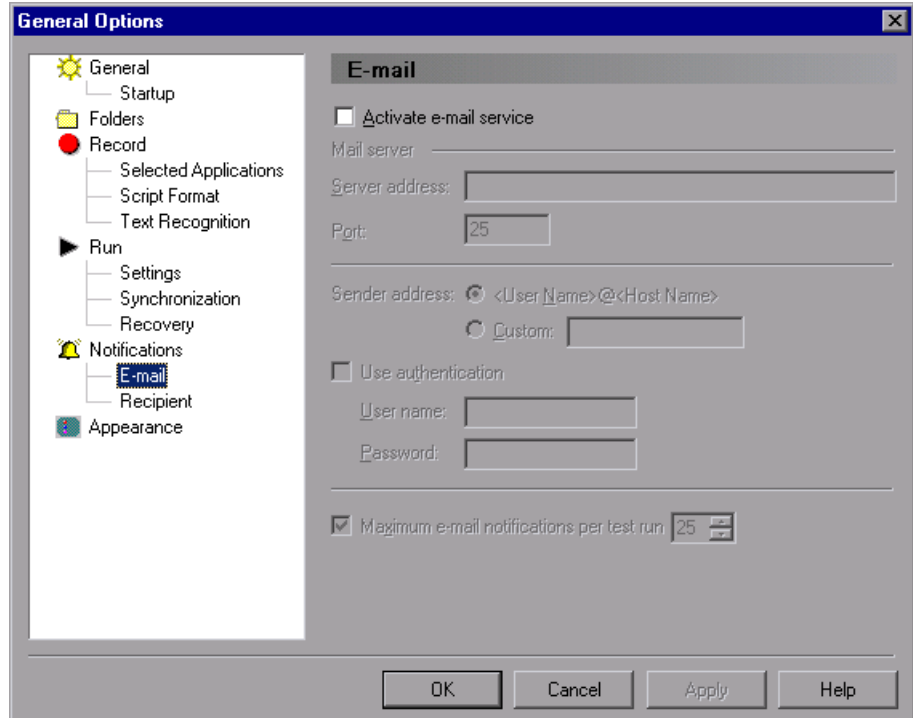 General Options
General
Startup
Folders
Record
Selected Applications
Script Format
Text Recognition
Run
Settings
Synchronization
Recovery
Notifications
E-mail
Recipient
Appearance
E-mail
Activate e-mail service
Mail server
Server address:
Port: 25
Sender address: <User Name>@<Host Name>
Custom:
Use authentication
User name:
Password:
Maximum e-mail notifications per test run 25
OK Cancel Apply Help